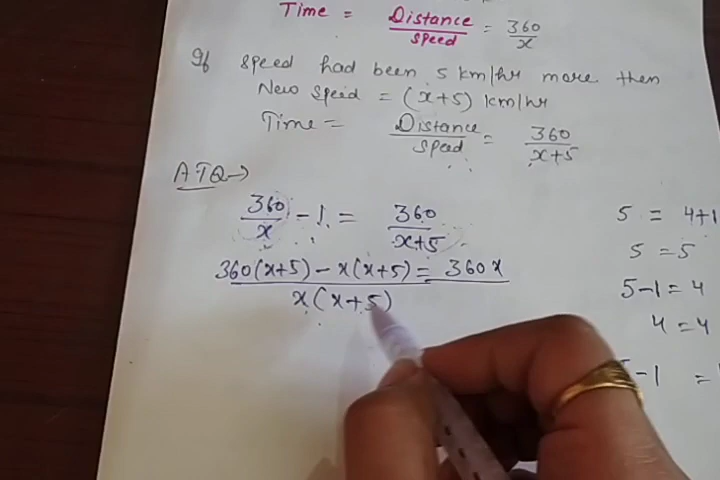 Time = Distance/Speed = 360/x
If speed had been 5 km/hr more then
New Speed = (x+5) km/hr
Time = Distance/Speed = 360/x+5
ATQ→
360/x - 1 = 360/x+5
360(x+5) - x(x+5) = 360x
x(x+5)
5 = 4+1
5 = 5
5-1 = 4
4 = 4
-1 =